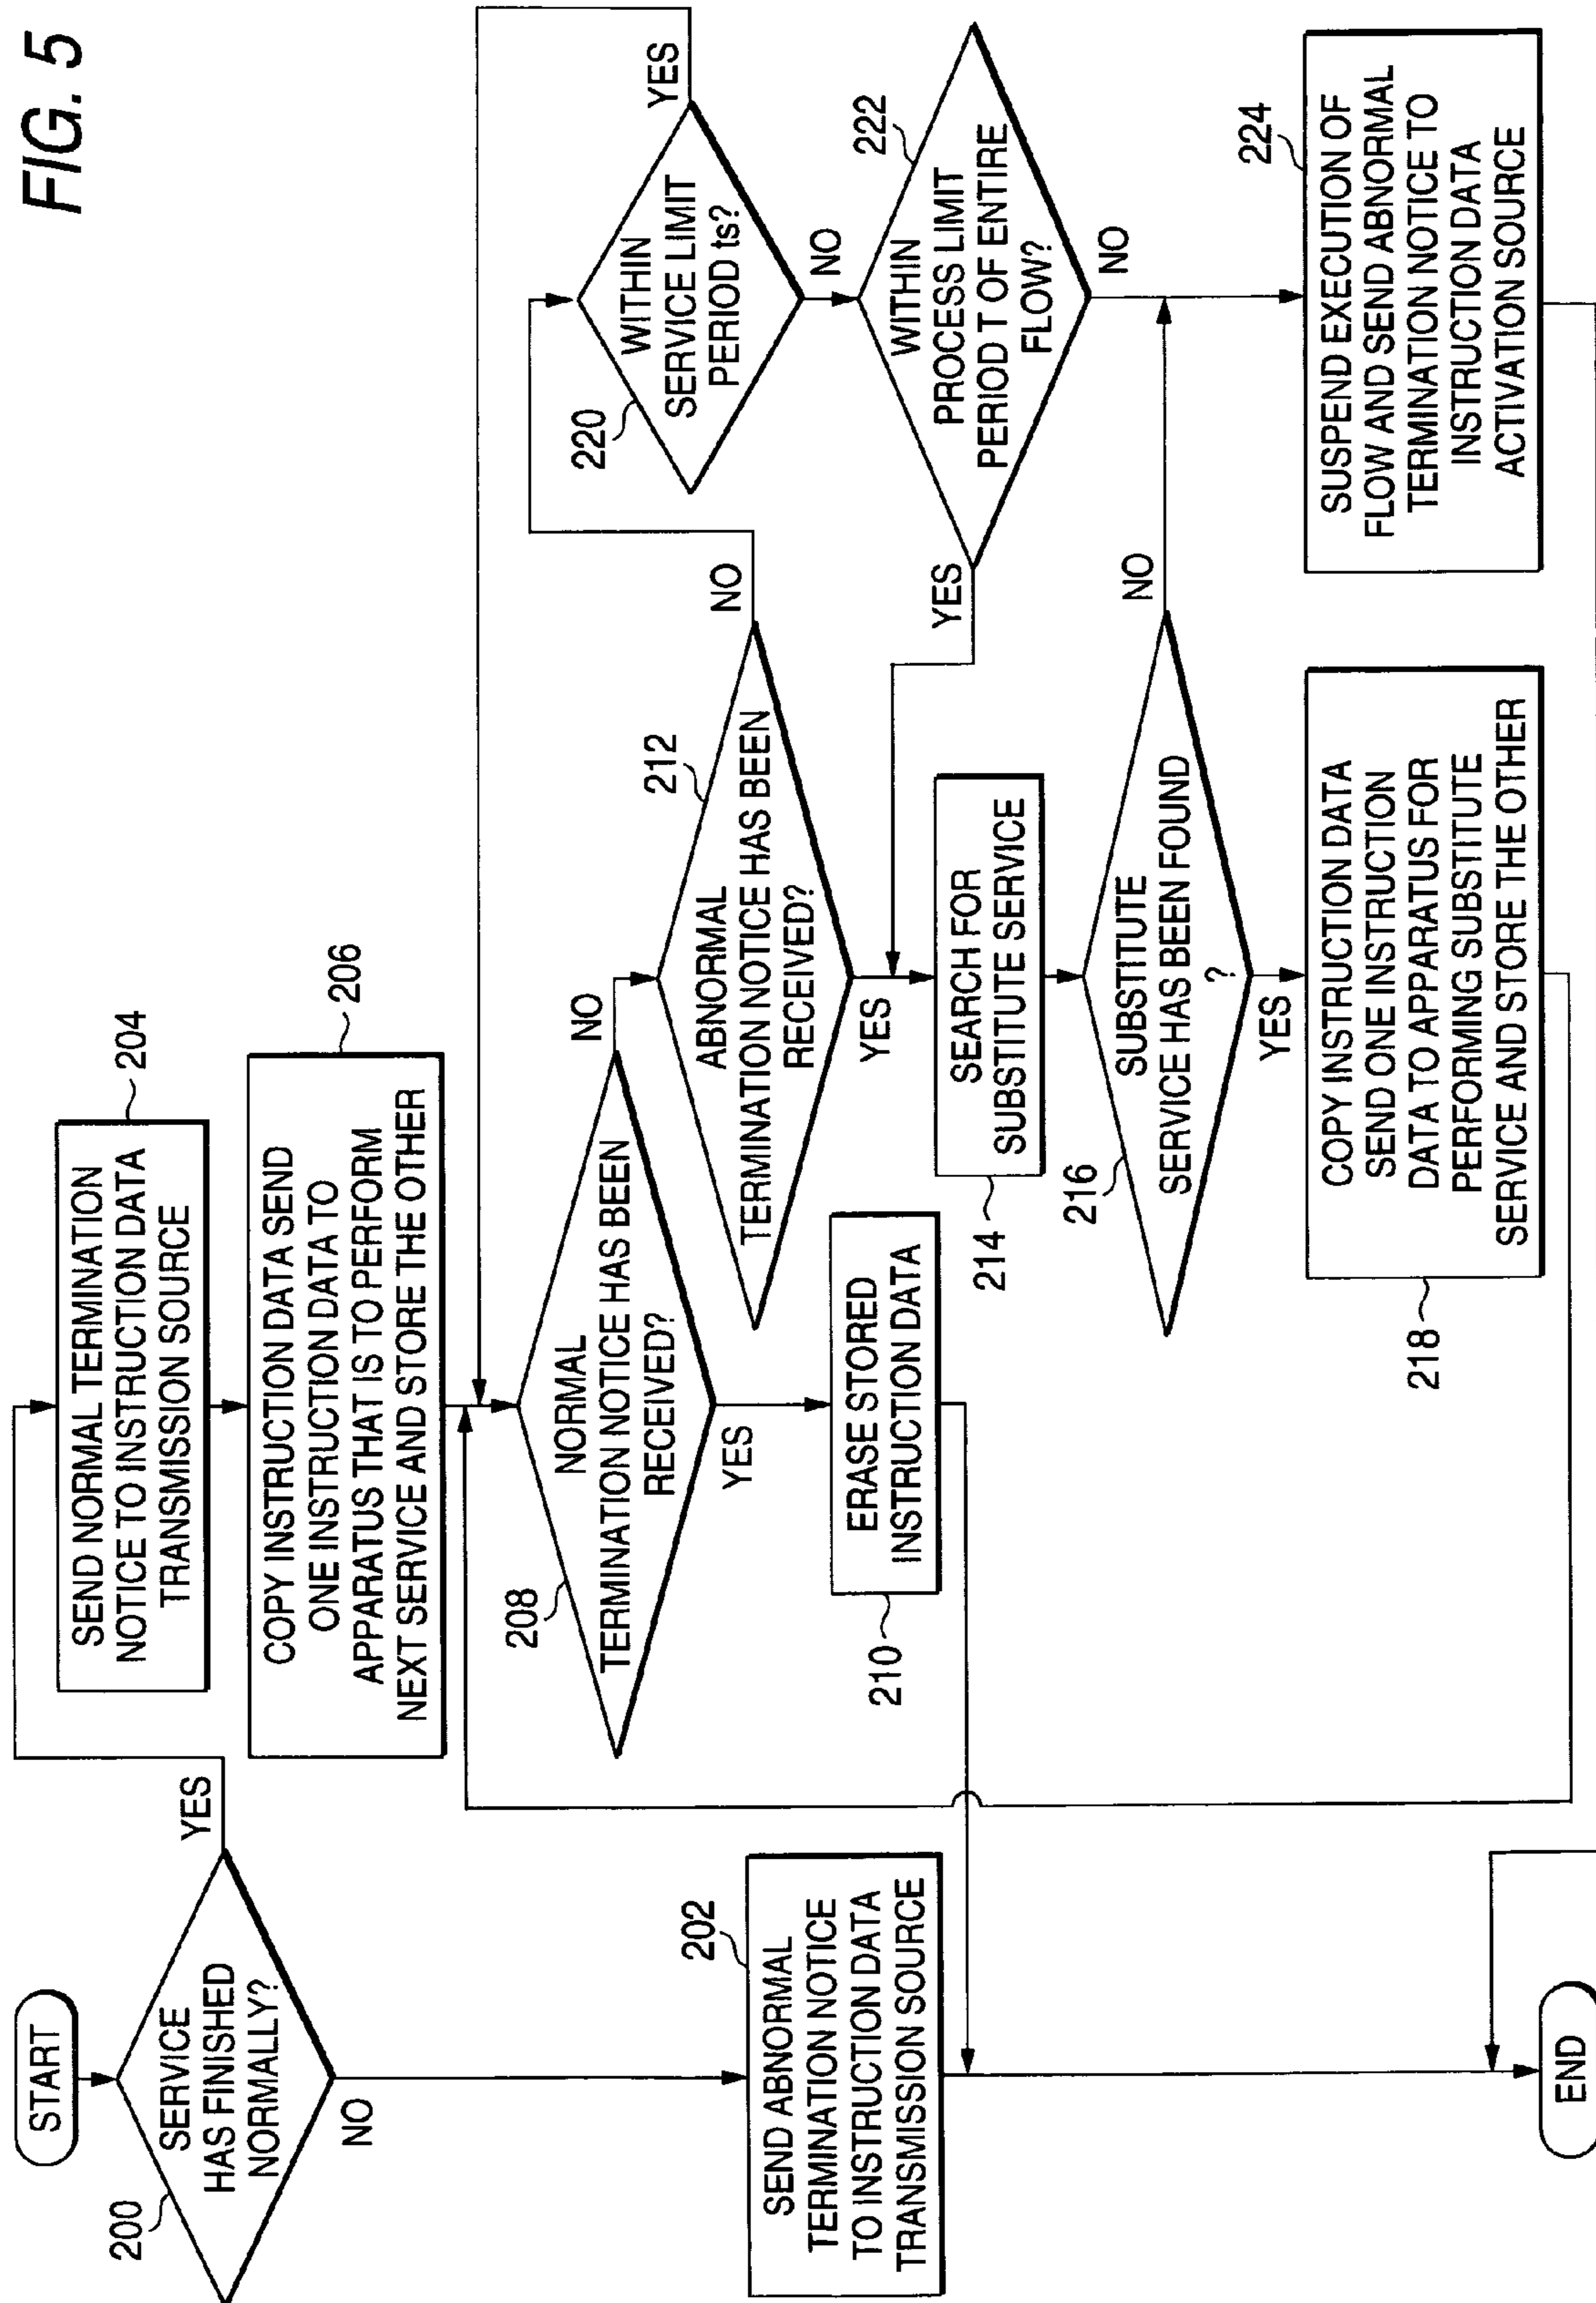 FIG. 5
START
200
SERVICE
HAS FINISHED
NORMALLY?
YES
NO
202
SEND ABNORMAL
TERMINATION NOTICE
TO INSTRUCTION DATA
TRANSMISSION SOURCE
END
204
SEND NORMAL TERMINATION
NOTICE TO INSTRUCTION DATA
TRANSMISSION SOURCE
206
COPY INSTRUCTION DATA SEND
ONE INSTRUCTION DATA TO
APPARATUS THAT IS TO PERFORM
NEXT SERVICE AND STORE THE OTHER
208
NORMAL
TERMINATION NOTICE HAS BEEN
RECEIVED?
NO
YES
210
ERASE STORED
INSTRUCTION DATA
212
ABNORMAL
TERMINATION NOTICE HAS BEEN
RECEIVED?
NO
YES
214
SEARCH FOR
SUBSTITUTE SERVICE
216
SUBSTITUTE
SERVICE HAS BEEN FOUND
?
NO
YES
218
COPY INSTRUCTION DATA
SEND ONE INSTRUCTION
DATA TO APPARATUS FOR
PERFORMING SUBSTITUTE
SERVICE AND STORE THE OTHER
220
WITHIN
SERVICE LIMIT
PERIOD ts?
YES
NO
222
WITHIN
PROCESS LIMIT
PERIOD T OF ENTIRE
FLOW?
YES
NO
224
SUSPEND EXECUTION OF
FLOW AND SEND ABNORMAL
TERMINATION NOTICE TO
INSTRUCTION DATA
ACTIVATION SOURCE